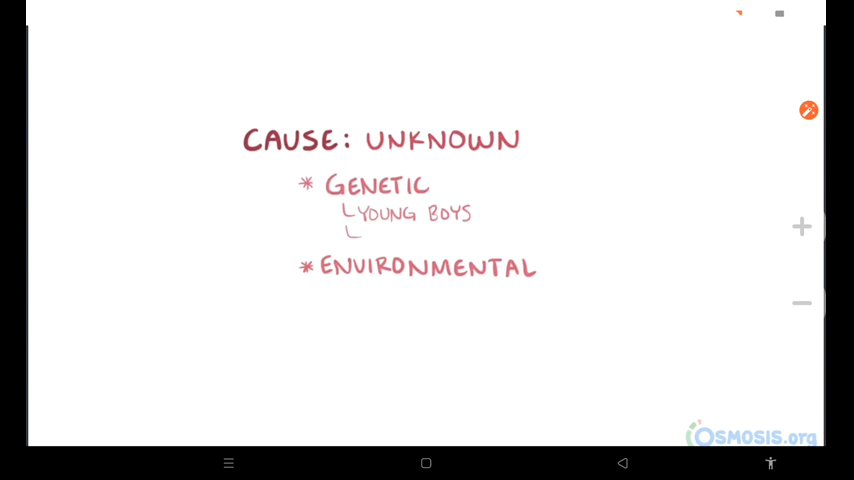 CAUSE: UNKNOWN
* GENETIC
YOUNG BOYS
* ENVIRONMENTAL
OSMOSIS.org